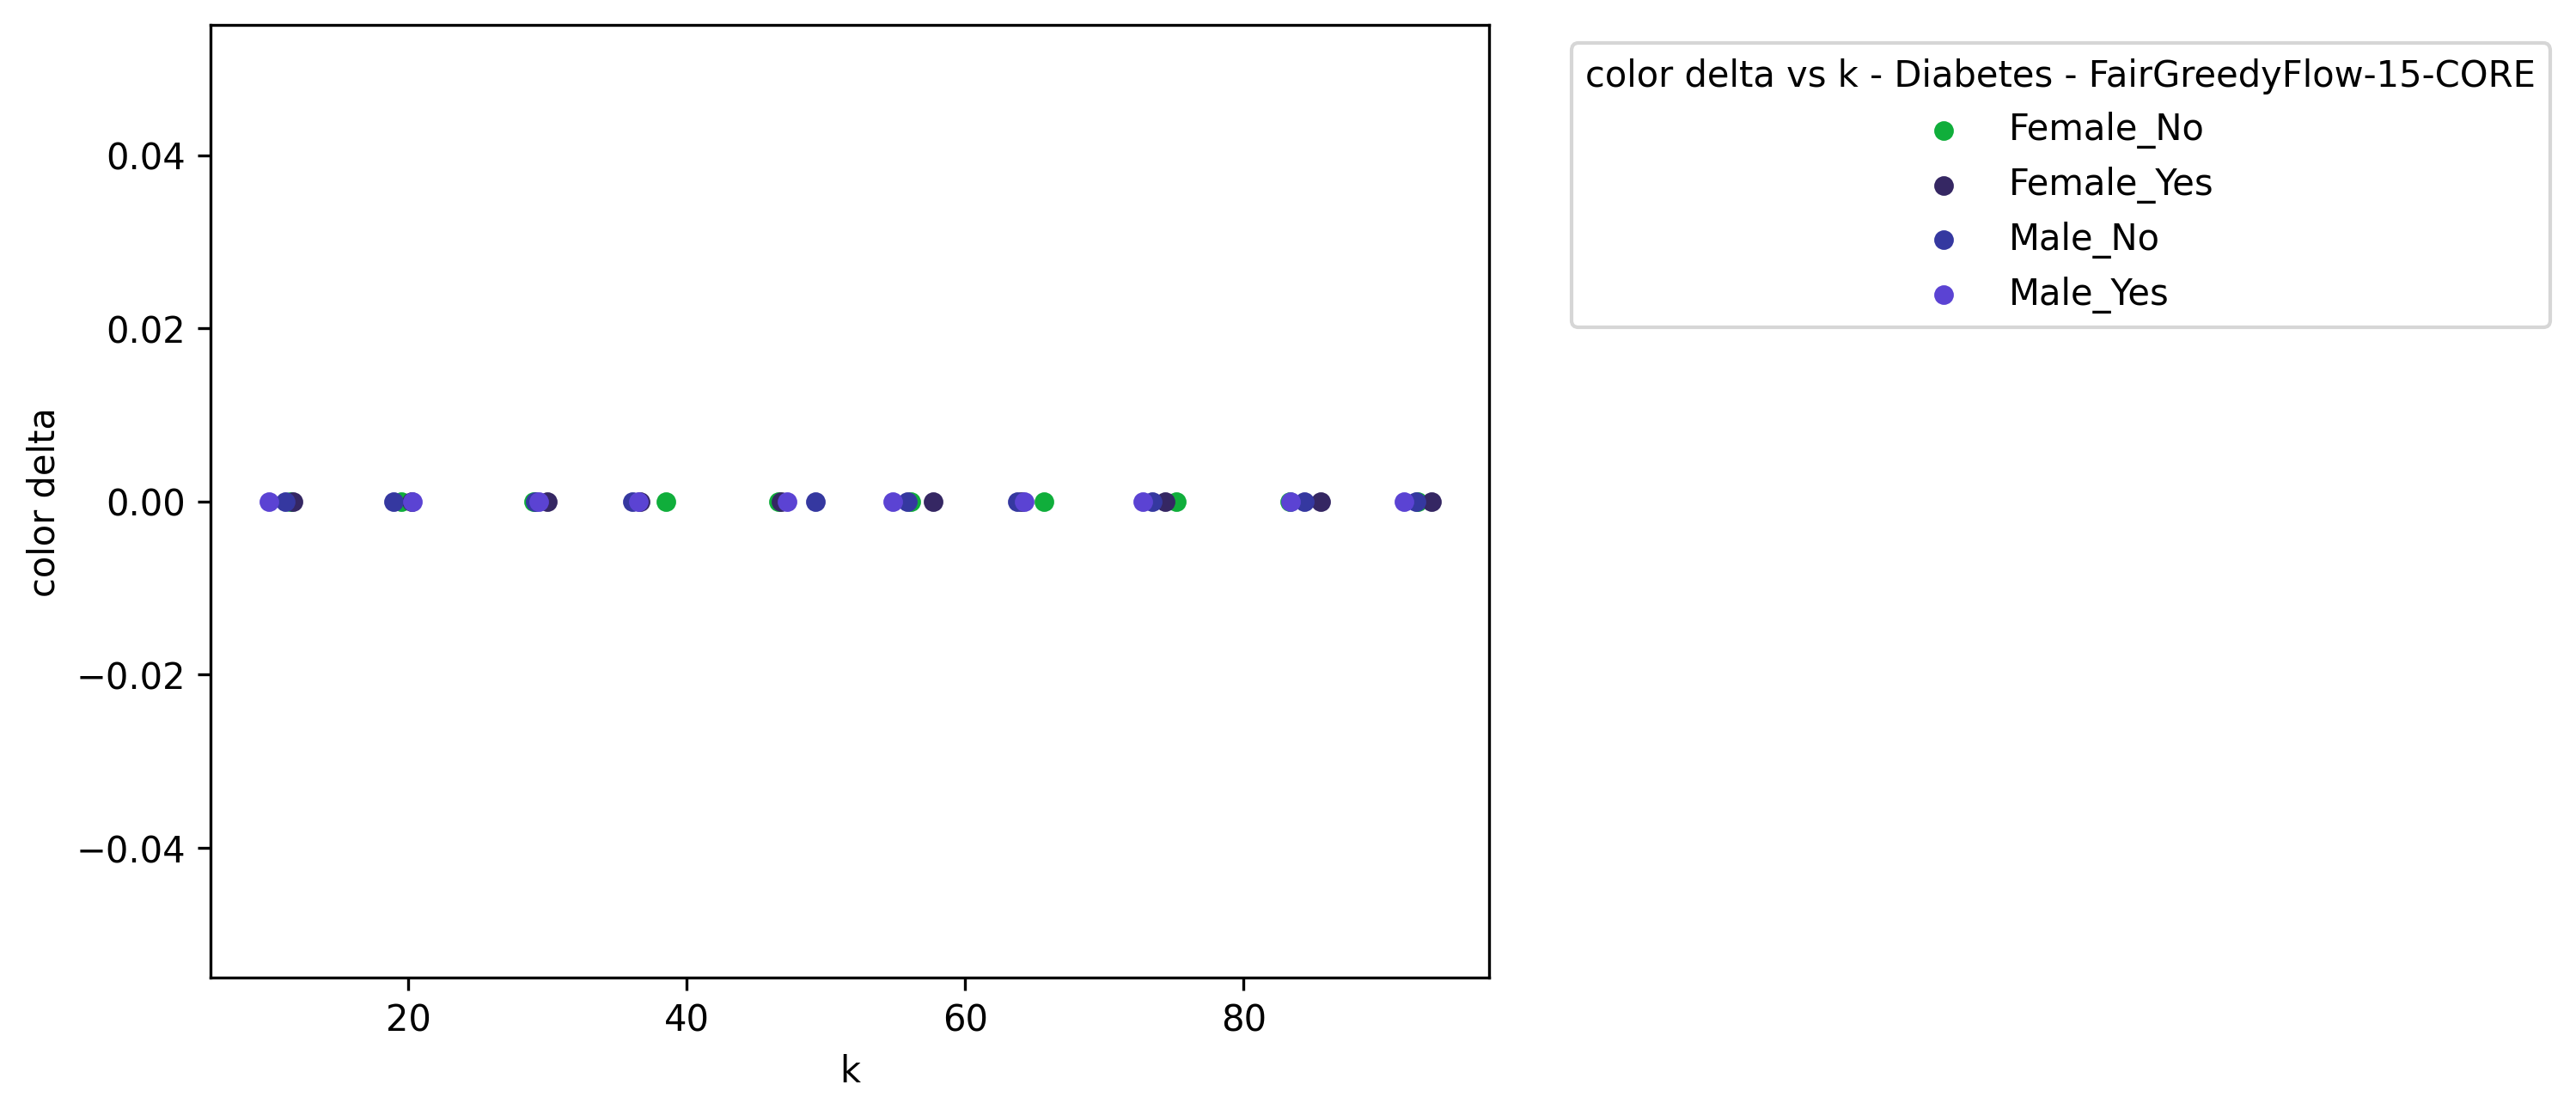 color delta vs k - Diabetes - FairGreedyFlow-15-CORE
Female_No
Female_Yes
Male_No
Male_Yes
0.04
0.02
0.00
−0.02
−0.04
color delta
20 40 60 80
k